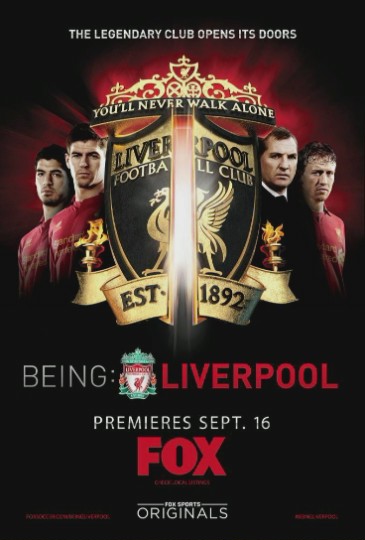 THE LEGENDARY CLUB OPENS ITS DOORS
YOU'LL NEVER WALK ALONE
LIVERPOOL
FOOTBALL CLUB
EST· 1892
BEING: LIVERPOOL
PREMIERES SEPT. 16
FOX
FOX SPORTS
ORIGINALS